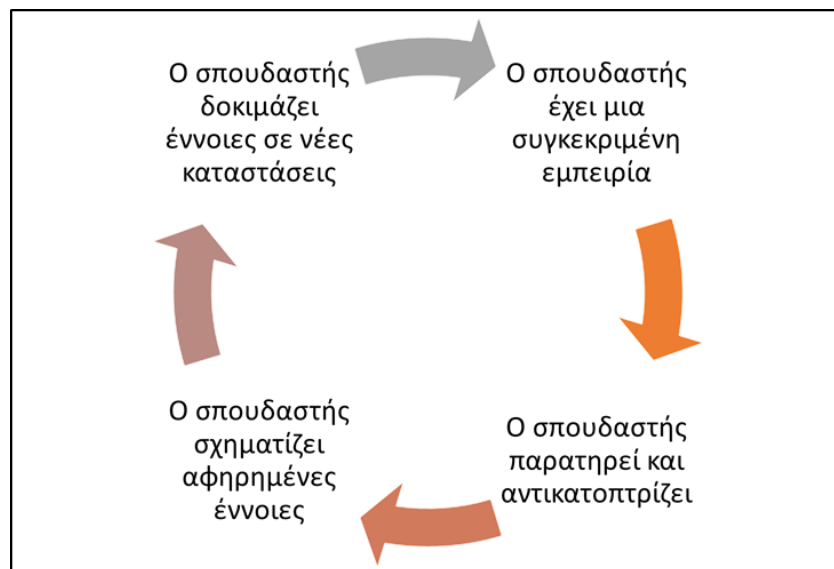 Ο σπουδαστής
δοκιμάζει
έννοιες σε νέες
καταστάσεις
Ο σπουδαστής
έχει μια
συγκεκριμένη
εμπειρία
Ο σπουδαστής
παρατηρεί και
αντικατοπτρίζει
Ο σπουδαστής
σχηματίζει
αφηρημένες
έννοιες